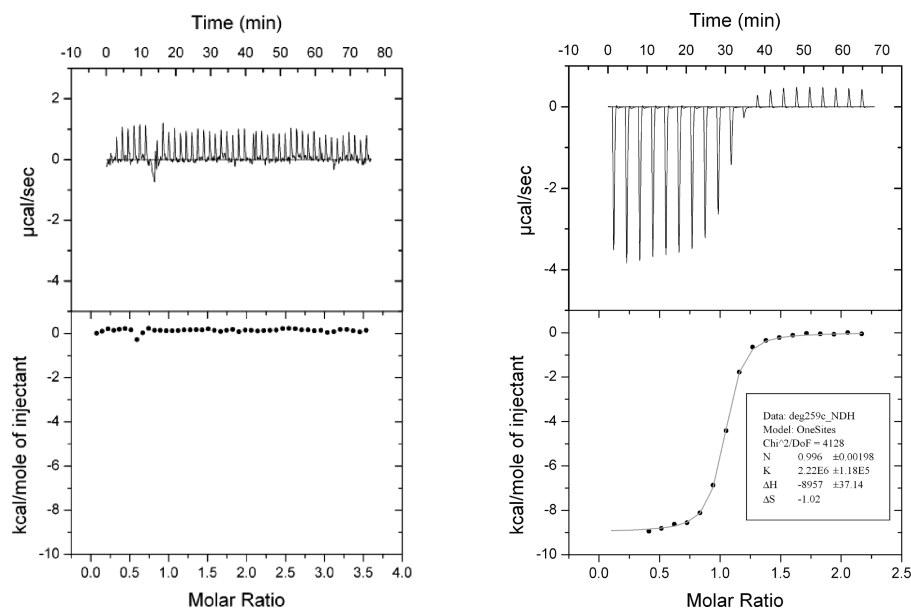 Time (min)
-10 0 10 20 30 40 50 60 70 80
2
0
-2
-4
µcal/sec
0
-2
-4
-6
-8
-10
kcal/mole of injectant
0.0 0.5 1.0 1.5 2.0 2.5 3.0 3.5 4.0
Molar Ratio
Time (min)
-10 0 10 20 30 40 50 60 70
0
-2
-4
µcal/sec
0
-2
-4
-6
-8
-10
kcal/mole of injectant
Data: deg259c_NDH
Model: OneSites
Chi^2/DoF = 4128
N 0.996 ±0.00198
K 2.22E6 ±1.18E5
ΔH -8957 ±37.14
ΔS -1.02
0.0 0.5 1.0 1.5 2.0 2.5
Molar Ratio